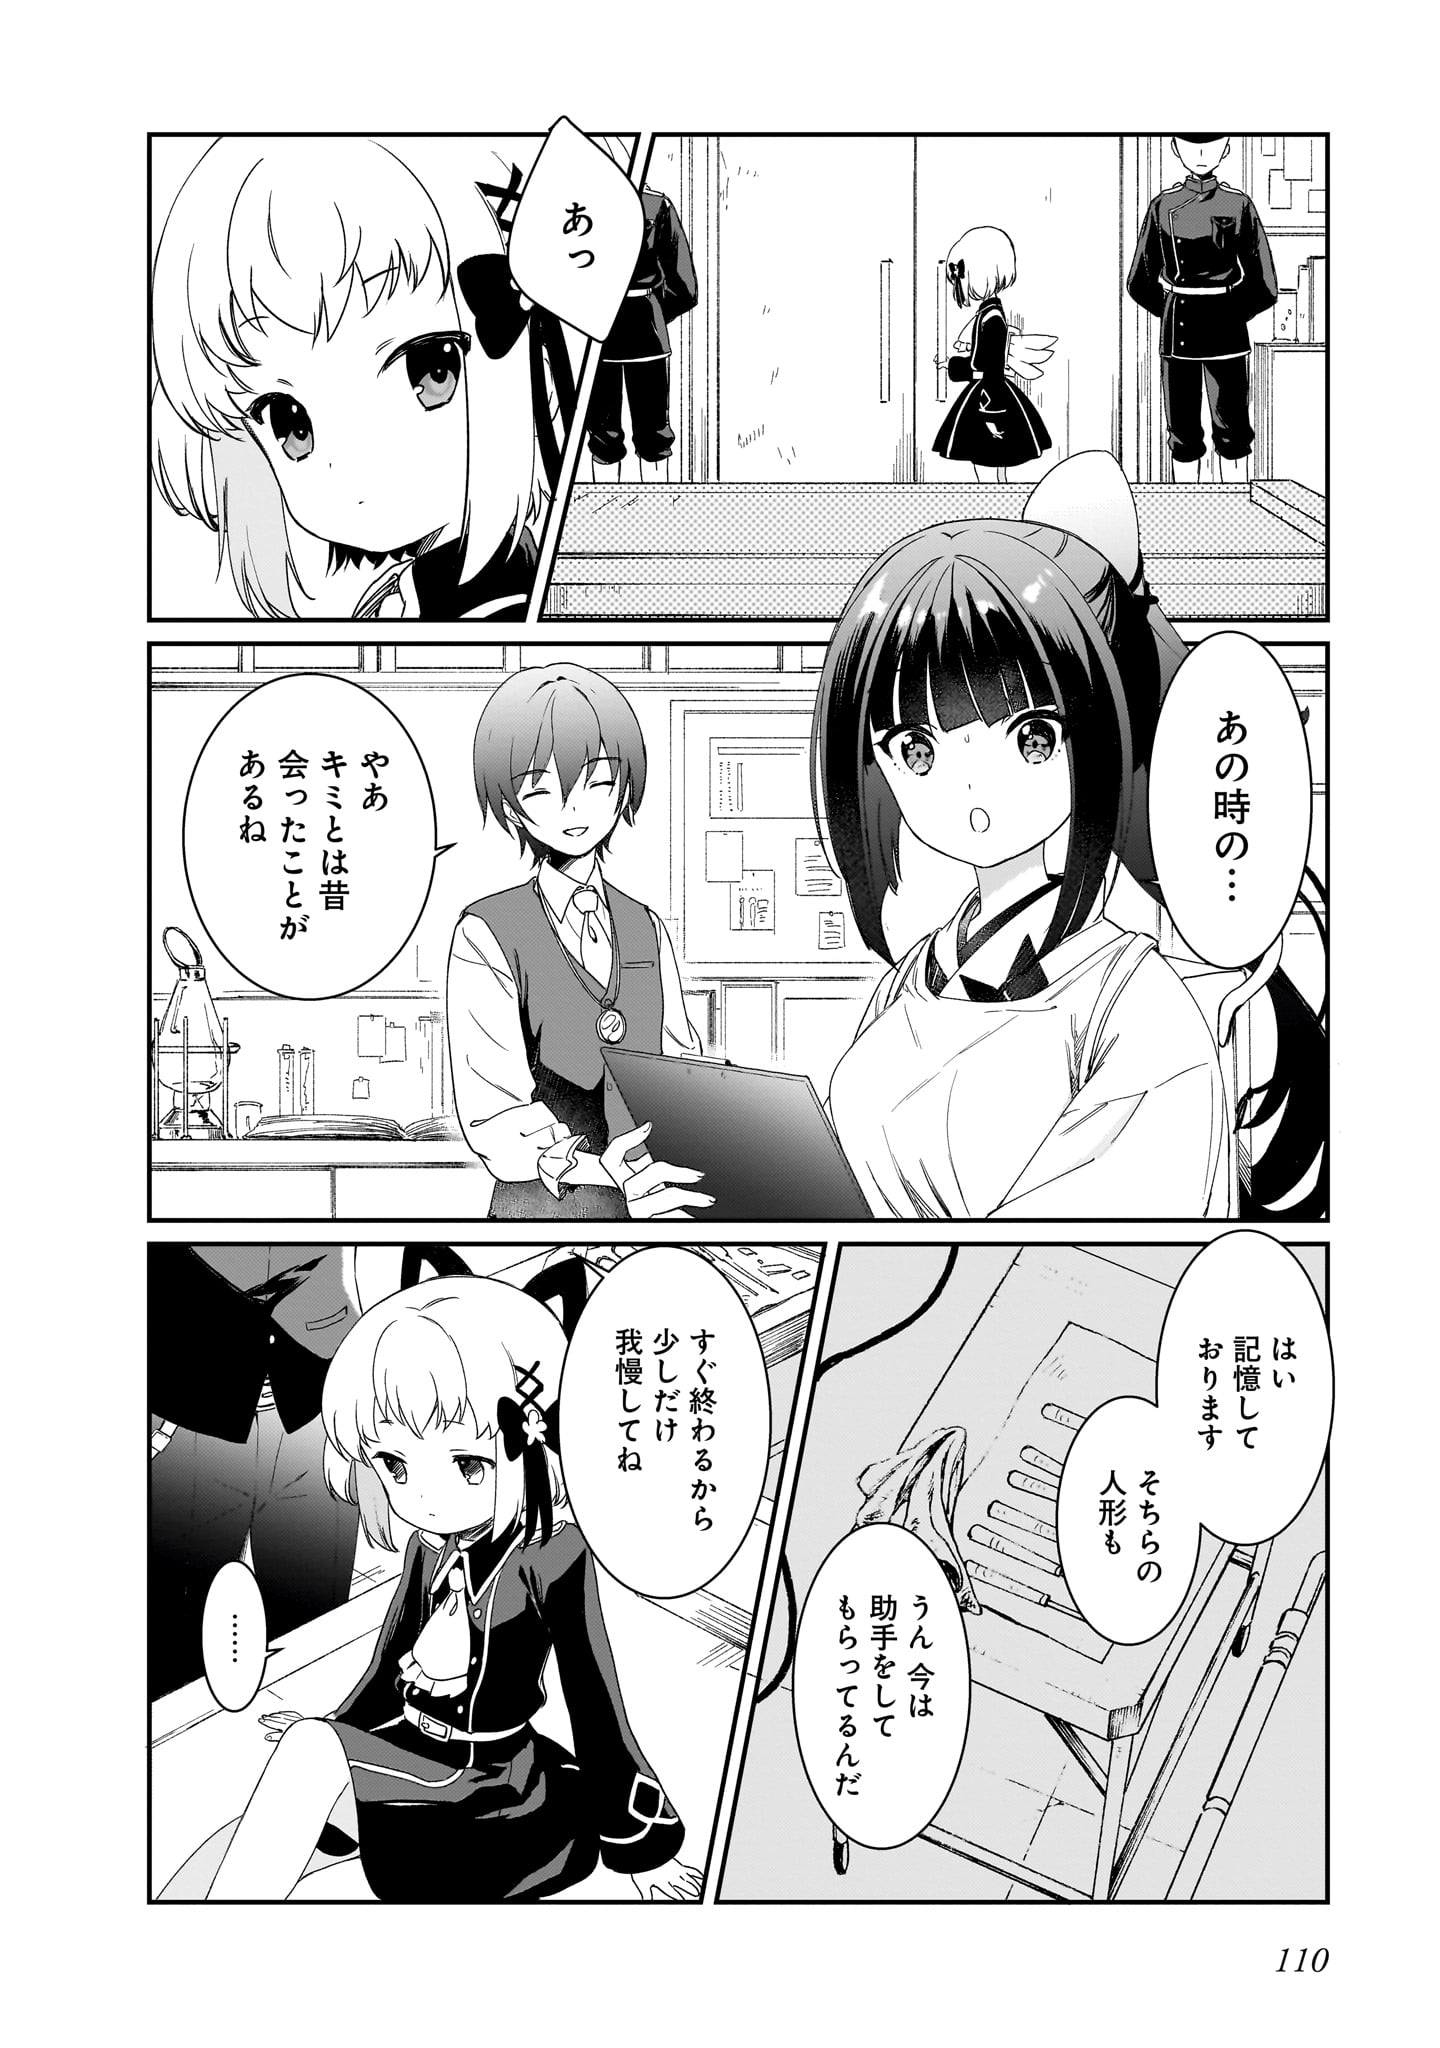 あっ
あの時の…
やあ
キミとは昔
会ったことが
あるね
はい
記憶して
おります
そちらの
人形も
うん 今は
助手をして
もらってるんだ
すぐ終わるから
少しだけ
我慢してね
……
110